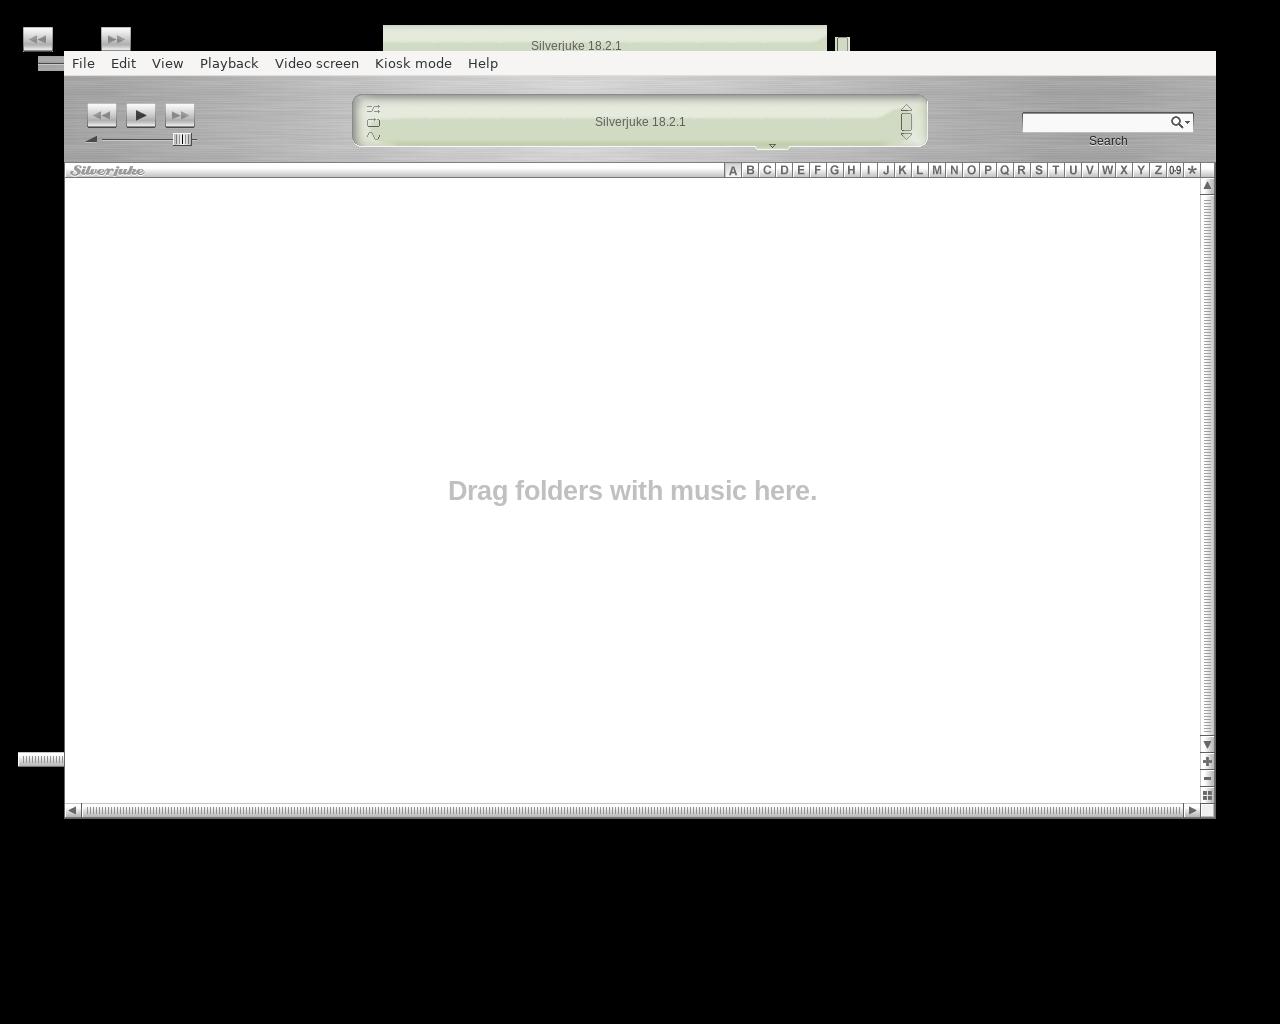 Silverjuke 18.2.1
File Edit View Playback Video screen Kiosk mode Help
Silverjuke 18.2.1
Search
Silverjuke A B C D E F G H I J K L M N O P Q R S T U V W X Y Z 0-9 *
Drag folders with music here.